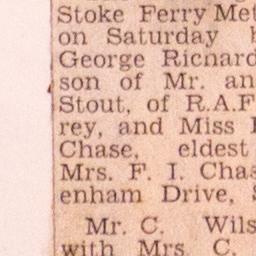 Stoke Ferry Met
on Saturday b
George Ricnard
son of Mr. an
Stout, of R.A.F
rey, and Miss
Chase, eldest
Mrs. F. I. Chas
enham Drive, S
Mr. C. Wils
with Mrs C.